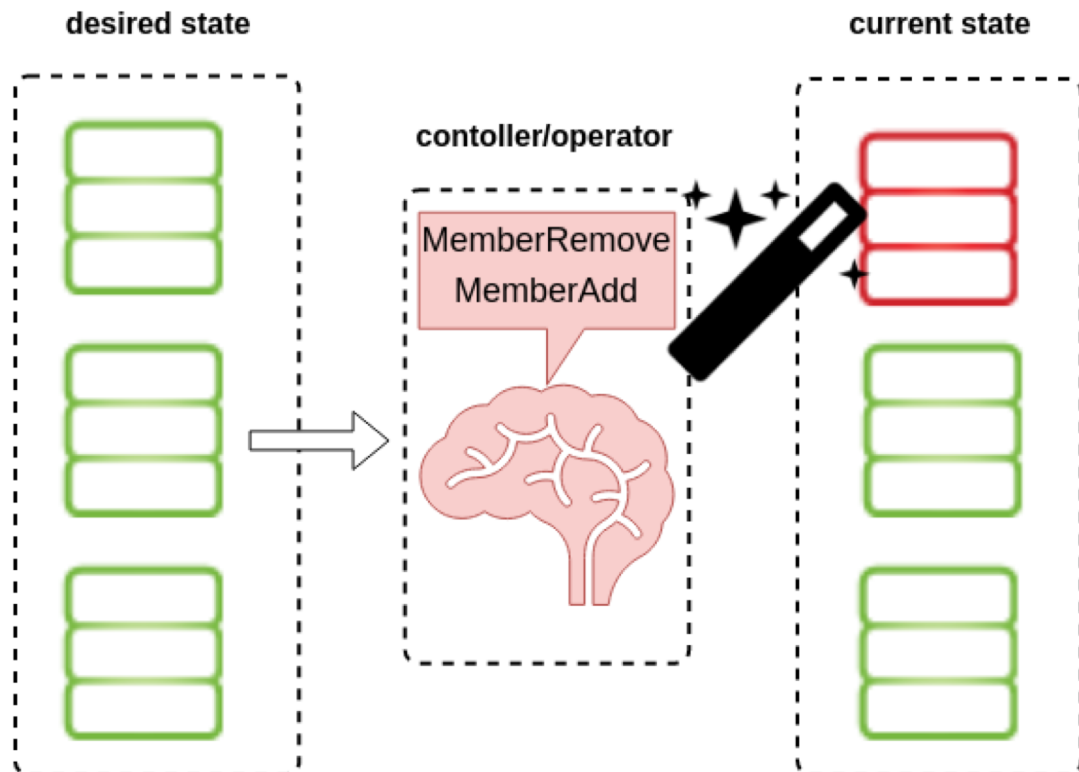 desired state
current state
contoller/operator
MemberRemove
MemberAdd